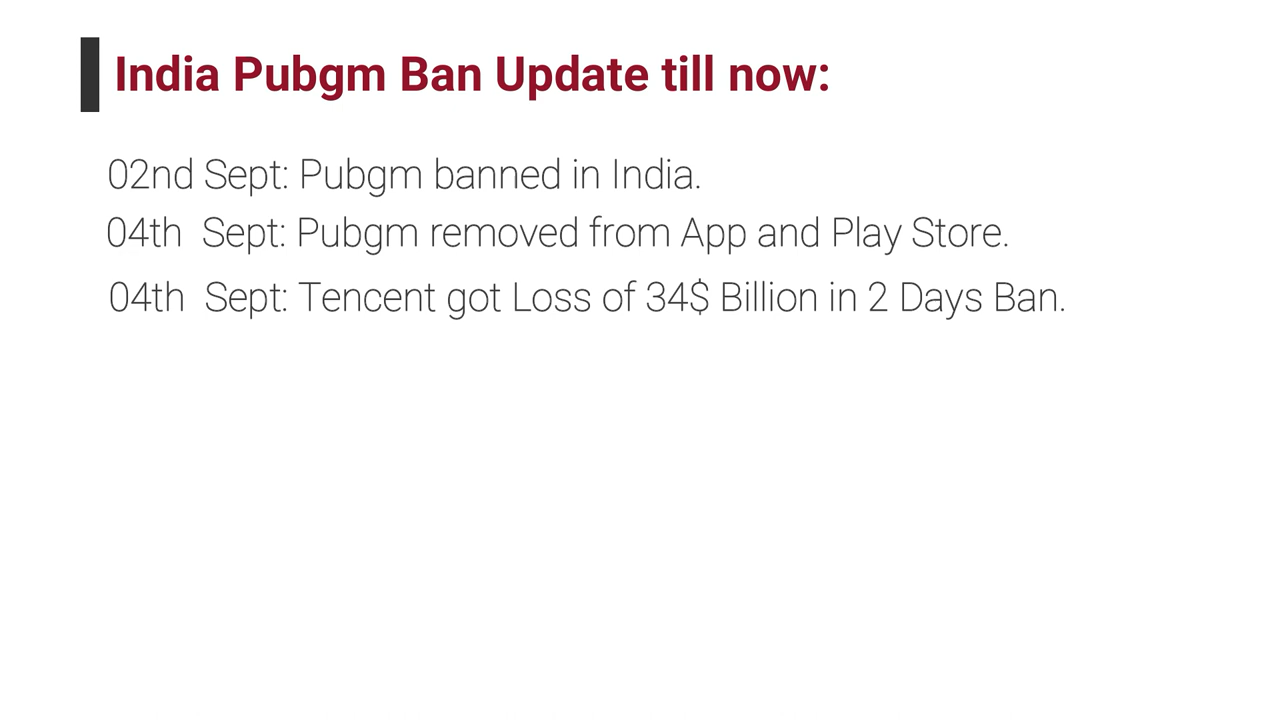 India Pubgm Ban Update till now:
02nd Sept: Pubgm banned in India.
04th Sept: Pubgm removed from App and Play Store.
04th Sept: Tencent got Loss of 34$ Billion in 2 Days Ban.